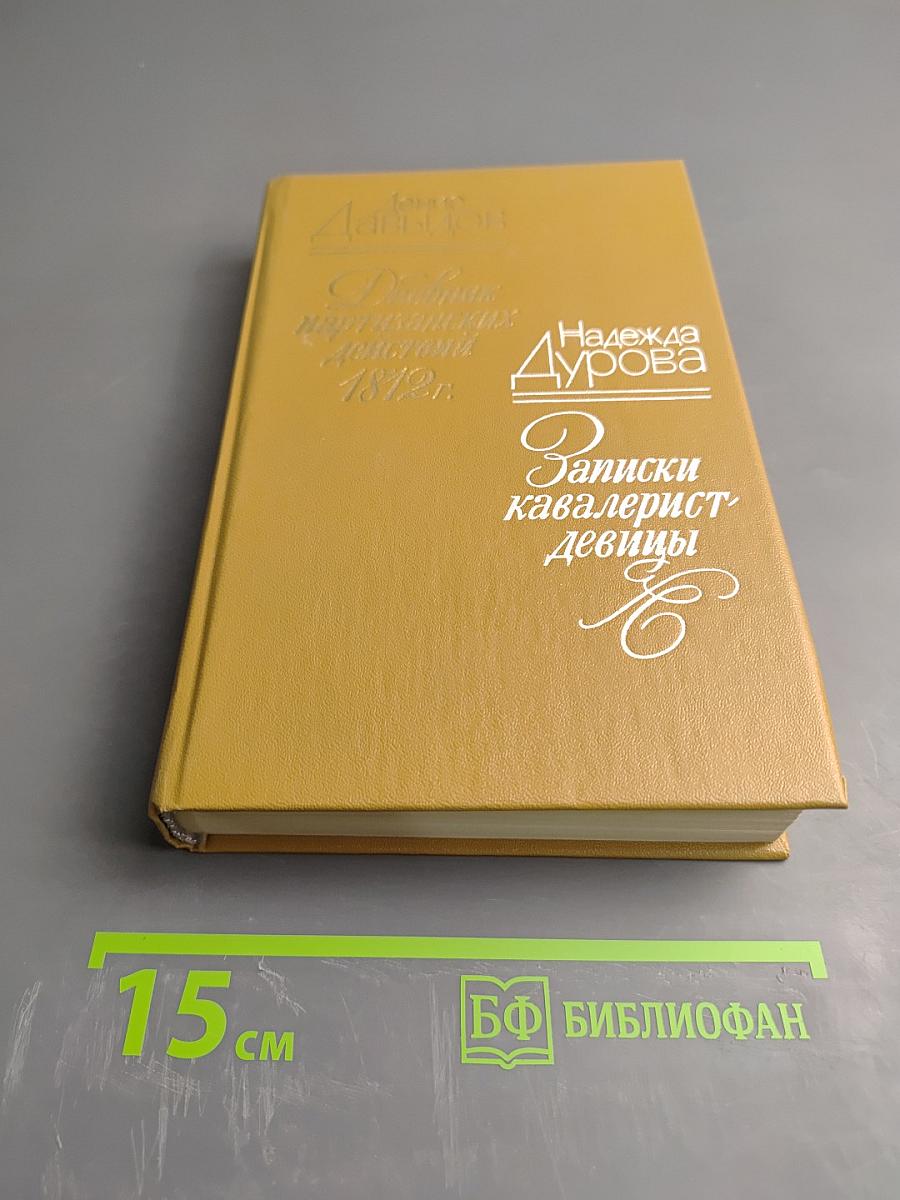 Денис
Давыдов
Дневник
партизанских
действий
1812 г.
Надежда
Дурова
Записки
кавалерист-
девицы
15 см
БФ БИБЛИОФАН